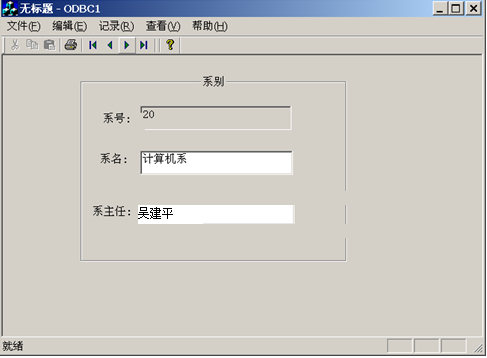 无标题 - ODBC1
文件(F) 编辑(E) 记录(R) 查看(V) 帮助(H)
系别
系号: 20
系名: 计算机系
系主任: 吴建平
就绪